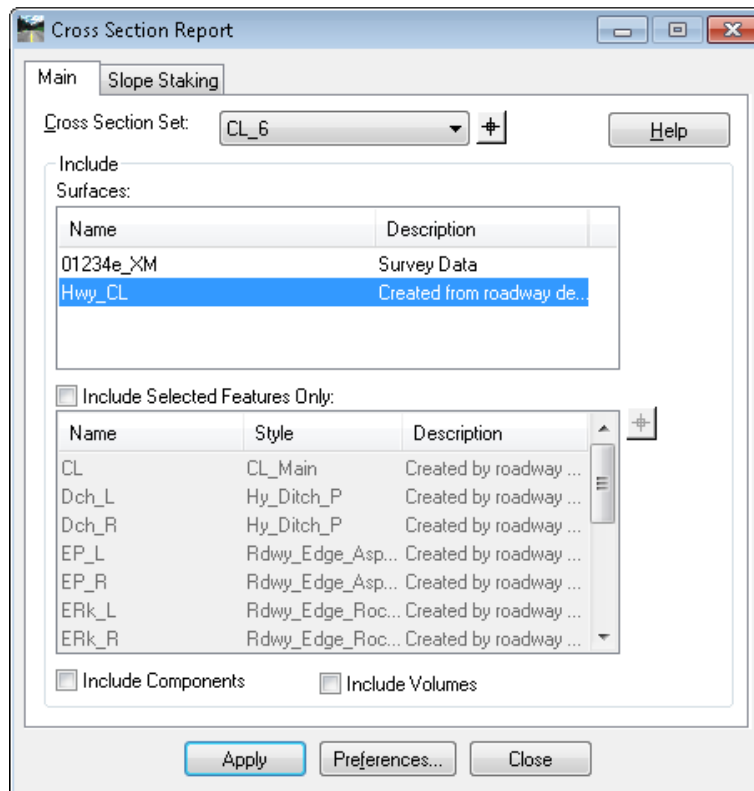 Cross Section Report
Main Slope Staking
Cross Section Set: CL_6 Help
Include
Surfaces:
Name Description
01234e_XM Survey Data
Hwy_CL Created from roadway de...
Include Selected Features Only:
Name Style Description
CL CL_Main Created by roadway ...
Dch_L Hy_Ditch_P Created by roadway ...
Dch_R Hy_Ditch_P Created by roadway ...
EP_L Rdwy_Edge_Asp... Created by roadway ...
EP_R Rdwy_Edge_Asp... Created by roadway ...
ERk_L Rdwy_Edge_Roc... Created by roadway ...
ERk_R Rdwy_Edge_Roc... Created by roadway ...
Include Components Include Volumes
Apply Preferences... Close